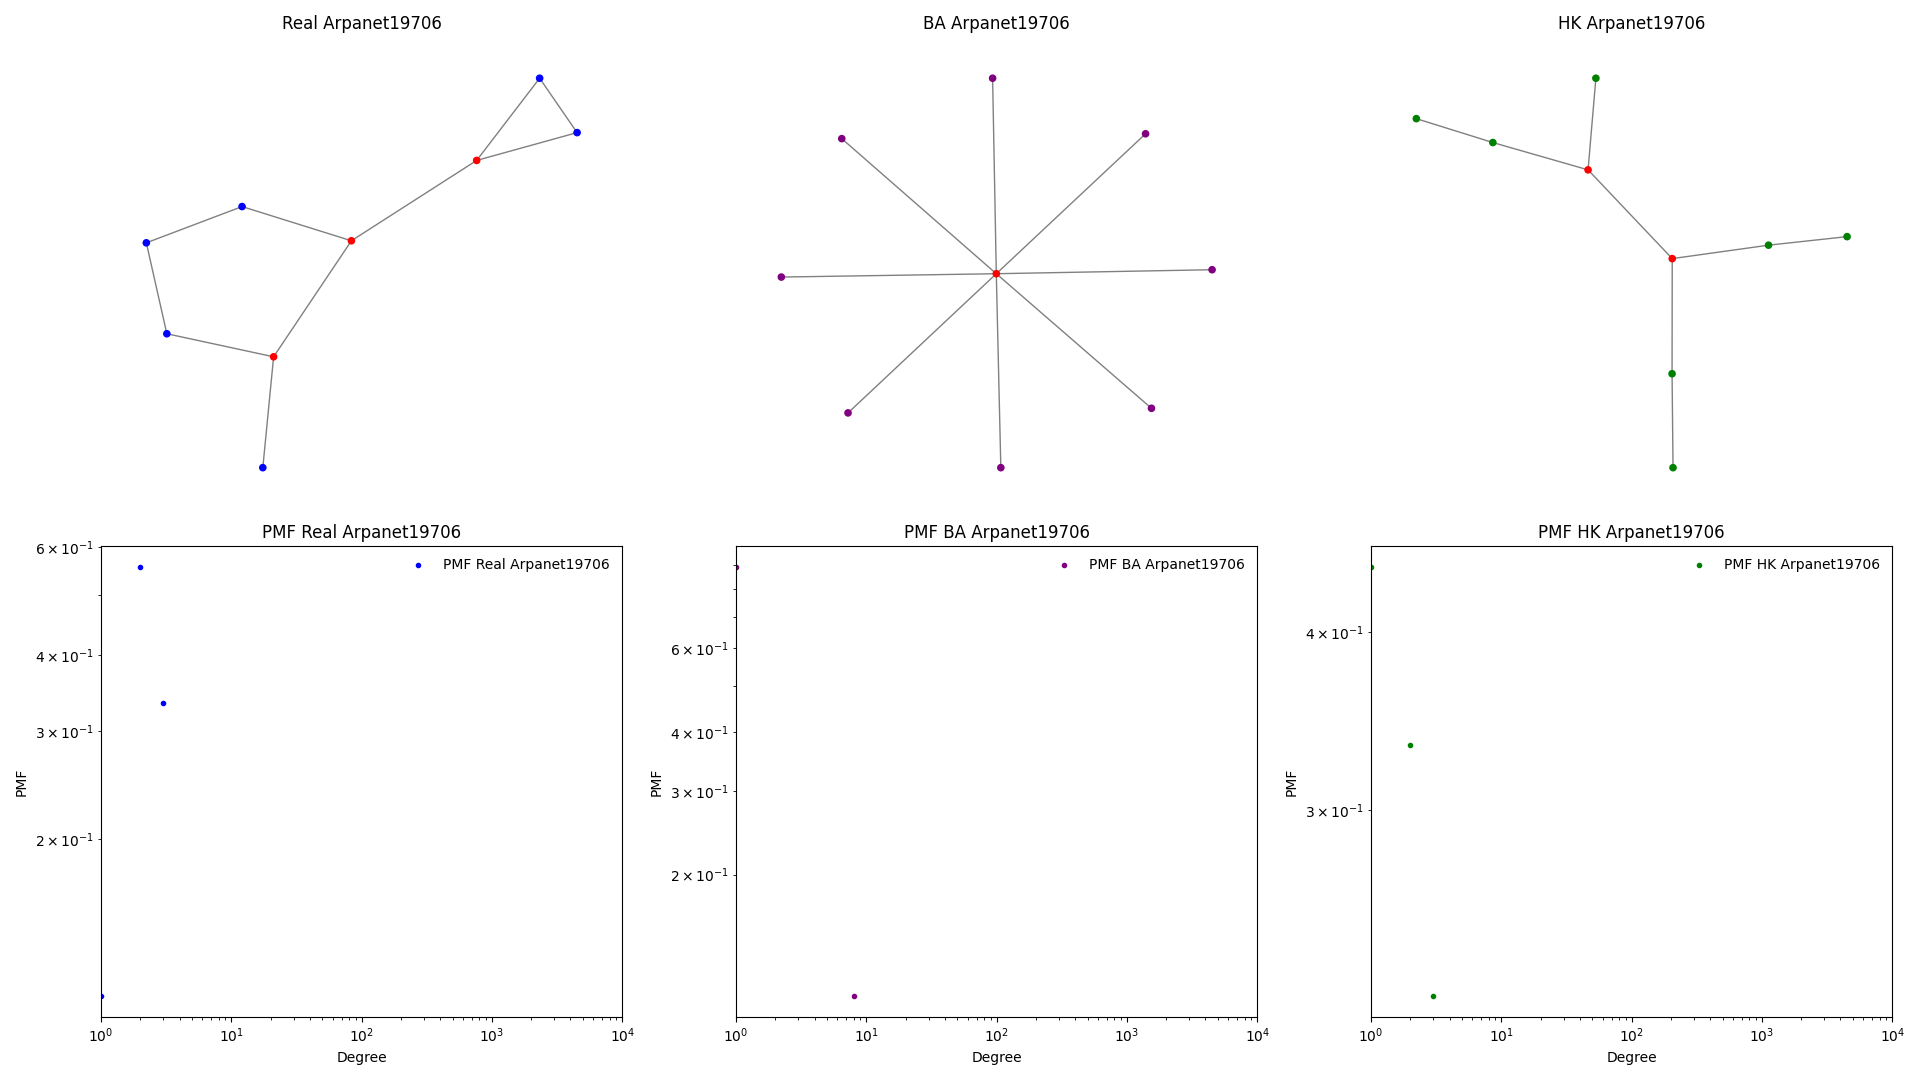 Real Arpanet19706
BA Arpanet19706
HK Arpanet19706
PMF Real Arpanet19706
6 × 10⁻¹
4 × 10⁻¹
3 × 10⁻¹
2 × 10⁻¹
PMF
PMF Real Arpanet19706
10⁰
10¹
10²
10³
10⁴
Degree
PMF BA Arpanet19706
6 × 10⁻¹
4 × 10⁻¹
3 × 10⁻¹
2 × 10⁻¹
PMF
PMF BA Arpanet19706
10⁰
10¹
10²
10³
10⁴
Degree
PMF HK Arpanet19706
4 × 10⁻¹
3 × 10⁻¹
PMF
PMF HK Arpanet19706
10⁰
10¹
10²
10³
10⁴
Degree